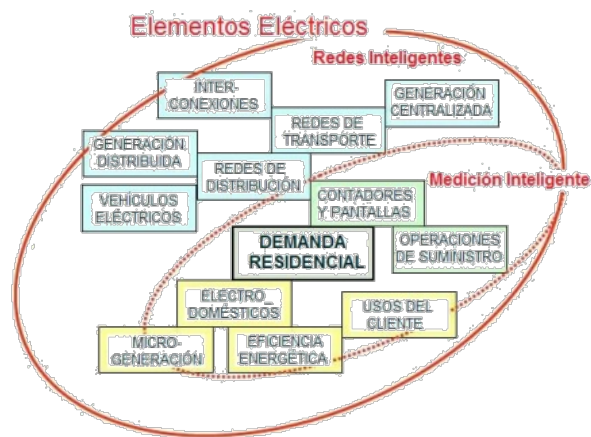 Elementos Eléctricos
Redes Inteligentes
INTER-
CONEXIONES
GENERACIÓN
CENTRALIZADA
REDES DE
TRANSPORTE
GENERACIÓN
DISTRIBUIDA
REDES DE
DISTRIBUCIÓN
Medición Inteligente
VEHÍCULOS
ELÉCTRICOS
CONTADORES
Y PANTALLAS
DEMANDA
RESIDENCIAL
OPERACIONES
DE SUMINISTRO
ELECTRO_
DOMÉSTICOS
USOS DEL
CLIENTE
MICRO-
GENERACIÓN
EFICIENCIA
ENERGËTICA